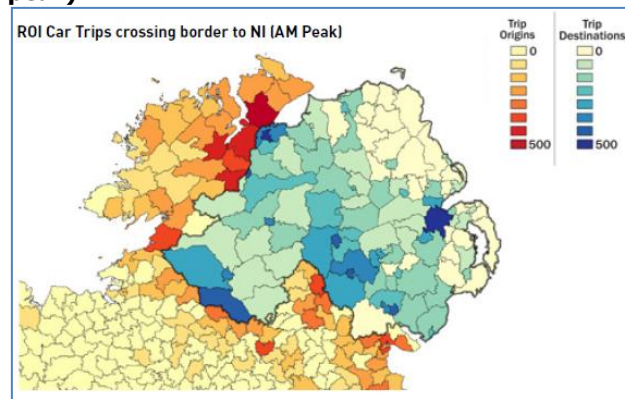 ROI Car Trips crossing border to NI (AM Peak)
Trip Origins
0
500
Trip Destinations
0
500